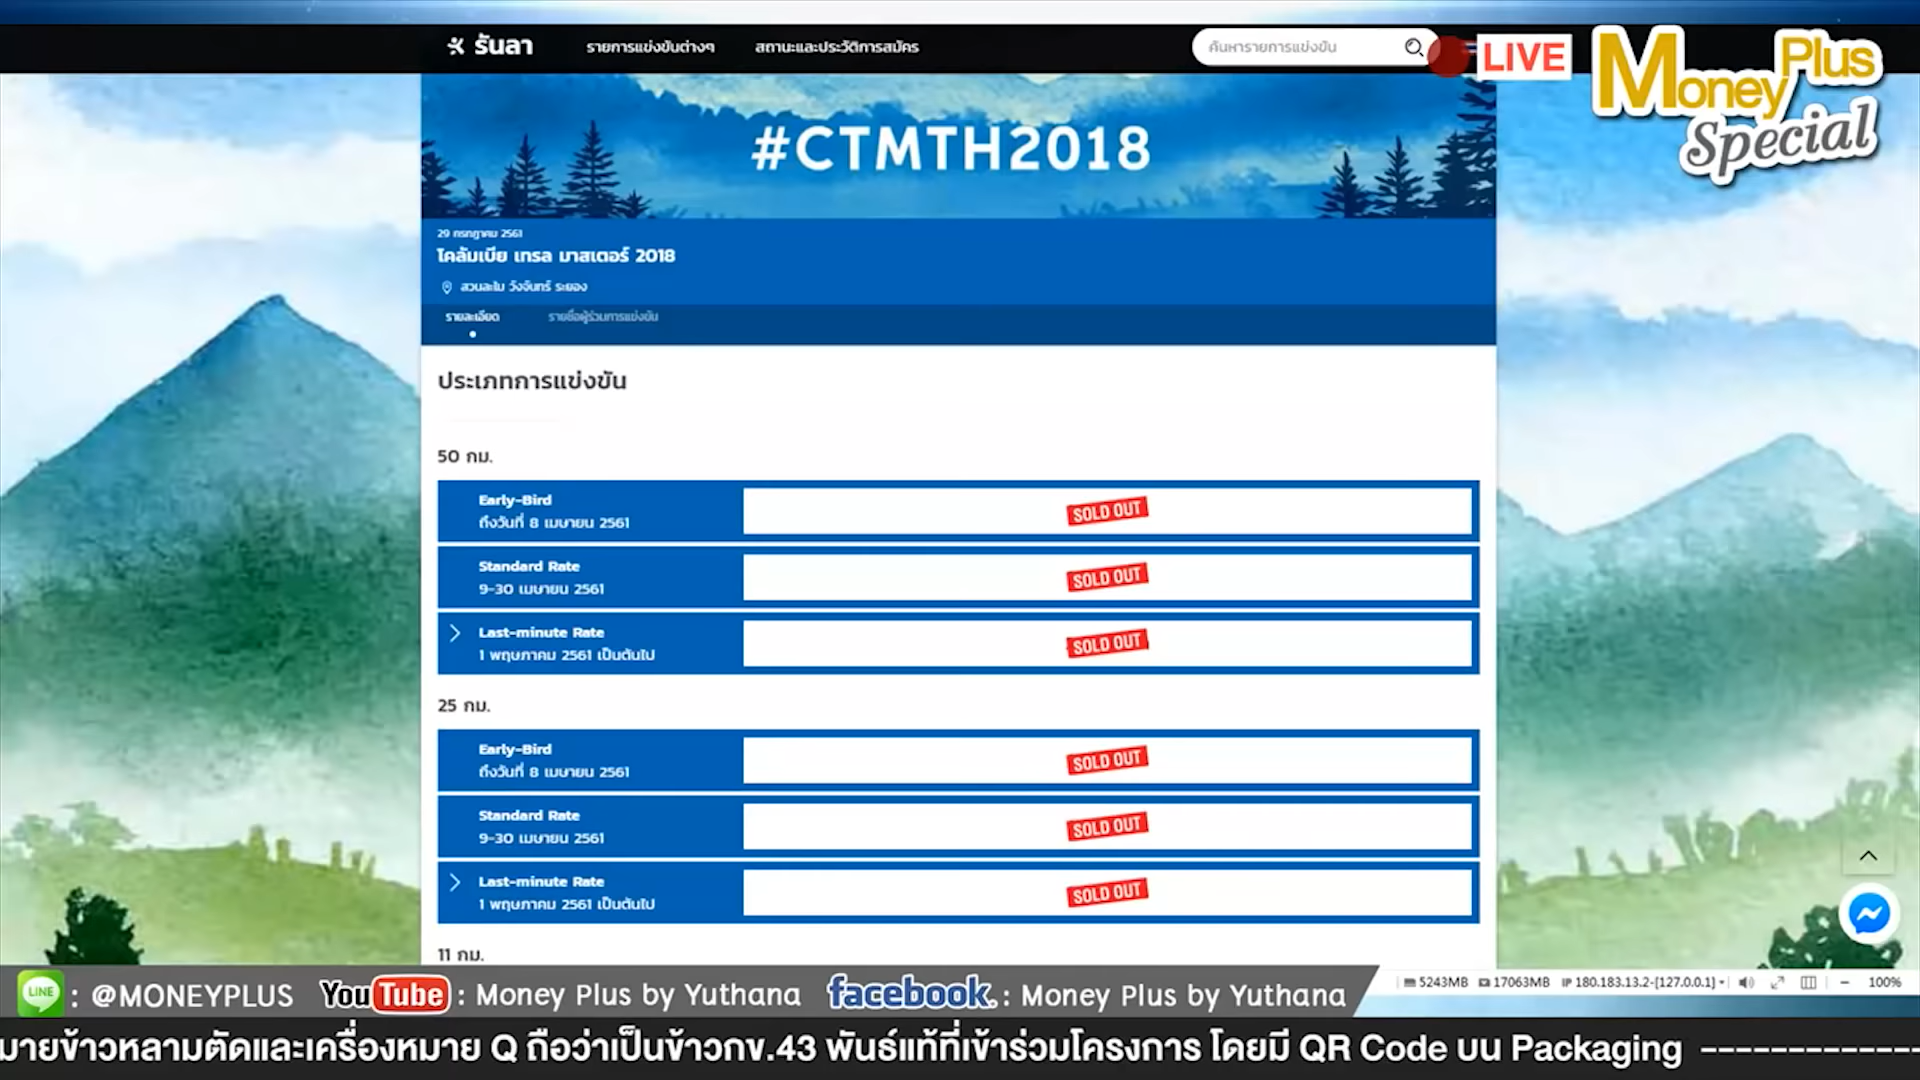 รันลา รายการแข่งขันต่างๆ สถานะและประวัติการสมัคร ค้นหารายการแข่งขัน
LIVE
Money Plus
Special
#CTMTH2018
29 กรกฎาคม 2561
โคลัมเบีย เทรล มาสเตอร์ 2018
สวนละไม วังจันทร์ ระยอง
รายละเอียด รายชื่อผู้ร่วมการแข่งขัน
ประเภทการแข่งขัน
50 กม.
Early-Bird
ถึงวันที่ 8 เมษายน 2561
SOLD OUT
Standard Rate
9-30 เมษายน 2561
SOLD OUT
Last-minute Rate
1 พฤษภาคม 2561 เป็นต้นไป
SOLD OUT
25 กม.
Early-Bird
ถึงวันที่ 8 เมษายน 2561
SOLD OUT
Standard Rate
9-30 เมษายน 2561
SOLD OUT
Last-minute Rate
1 พฤษภาคม 2561 เป็นต้นไป
SOLD OUT
11 กม.
LINE : @MONEYPLUS YouTube : Money Plus by Yuthana facebook. : Money Plus by Yuthana
5243MB 17063MB IP 180.183.13.2-[127.0.0.1] 100%
มายข้าวหลามตัดและเครื่องหมาย Q ถือว่าเป็นข้าวกข.43 พันธ์แท้ที่เข้าร่วมโครงการ โดยมี QR Code บน Packaging -------------